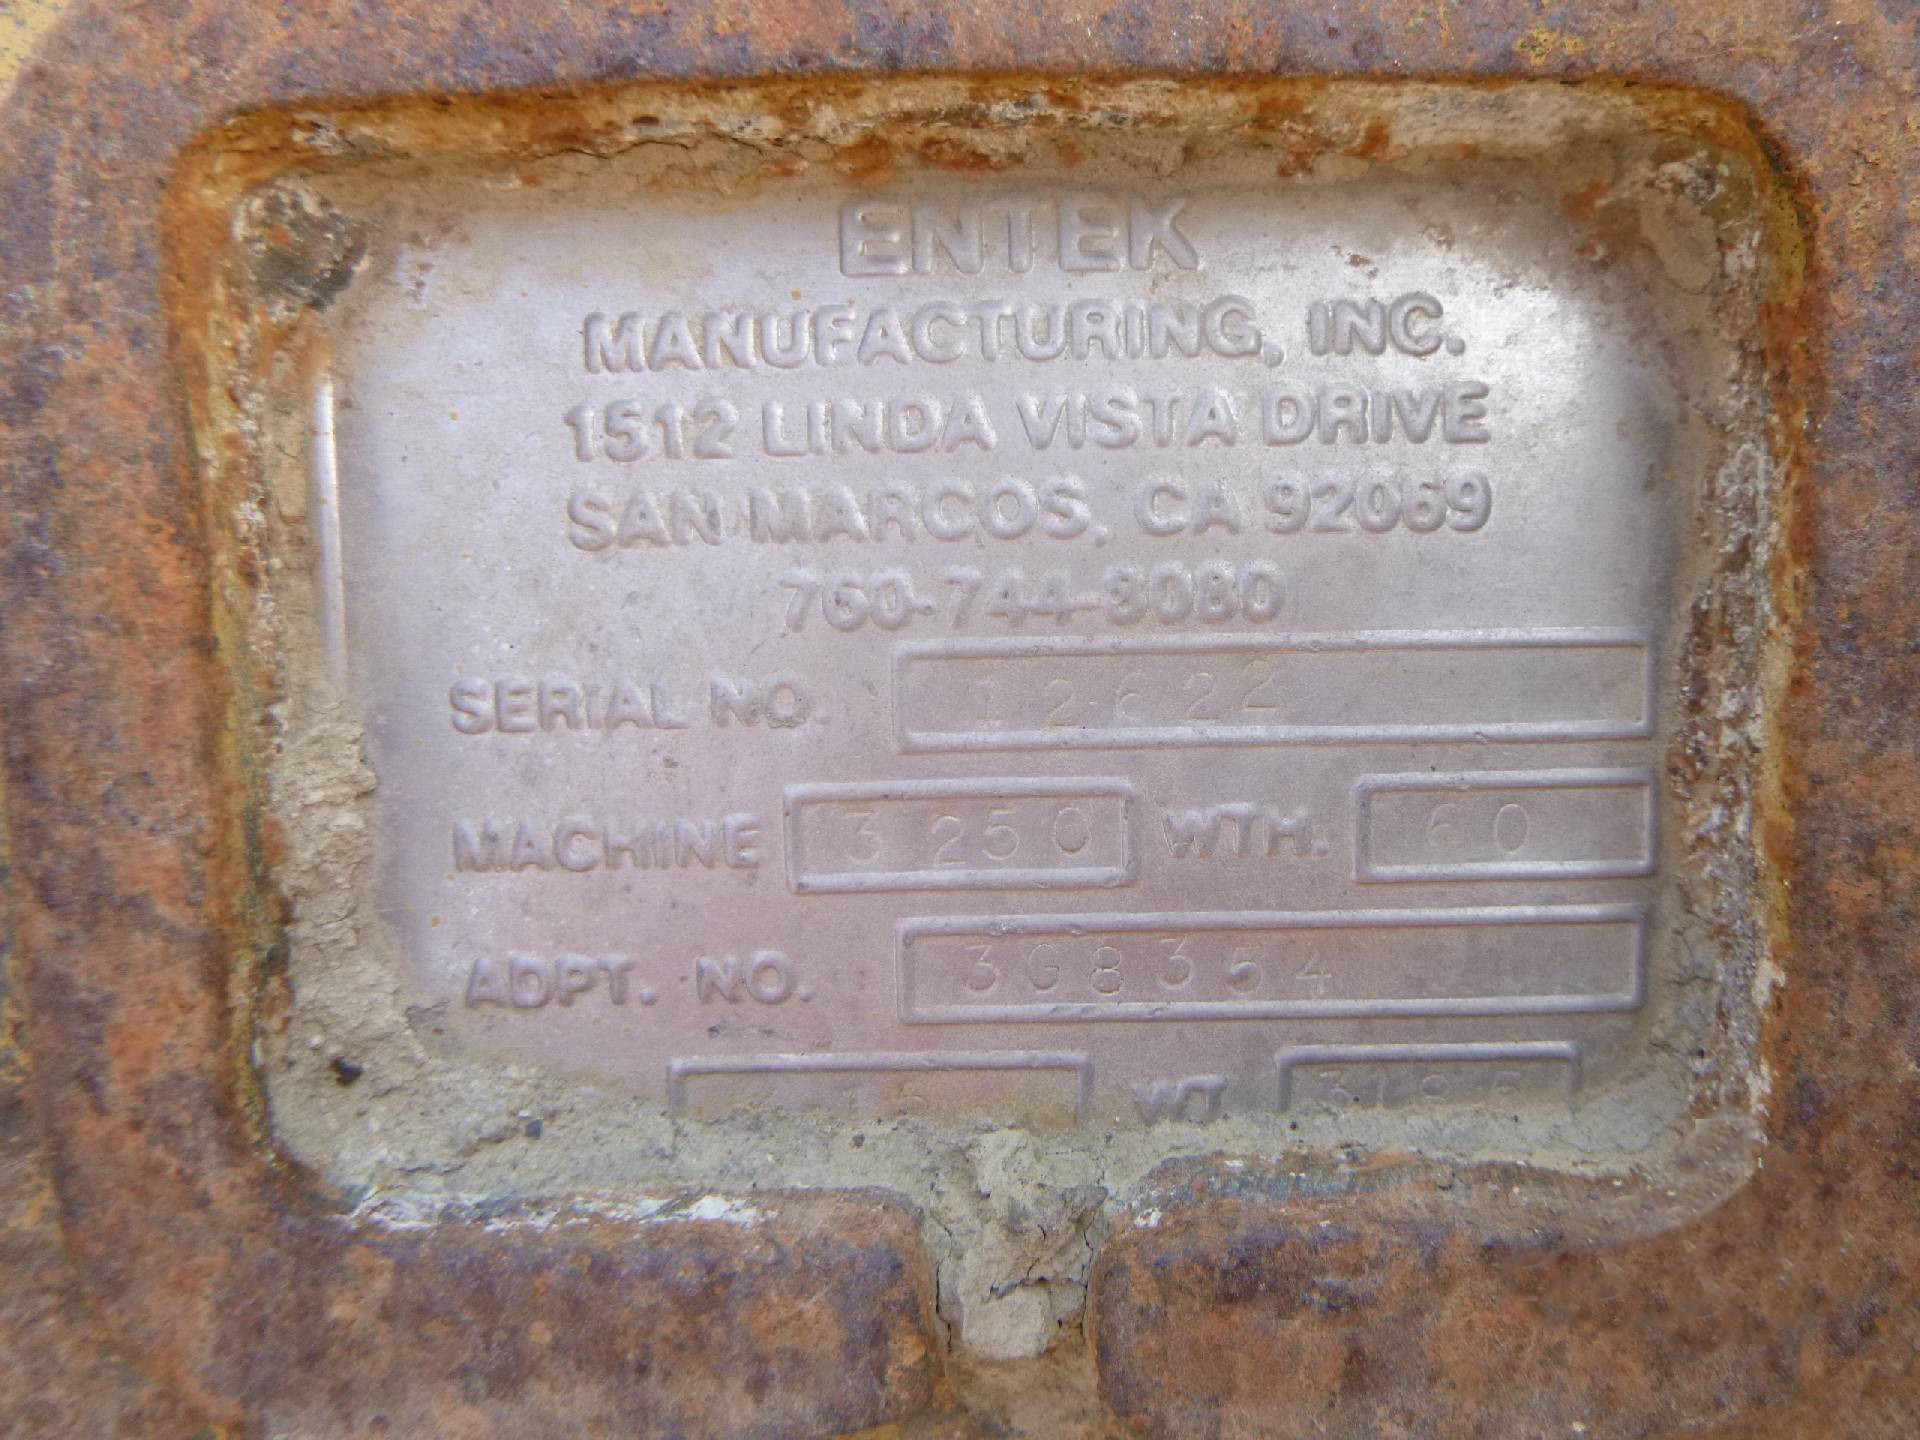 ENTEK
MANUFACTURING, INC.
1512 LINDA VISTA DRIVE
SAN MARCOS, CA 92069
760-744-8080
SERIAL NO. 12622
MACHINE 3250 WTH. 60
ADPT. NO. 3G8354
WT